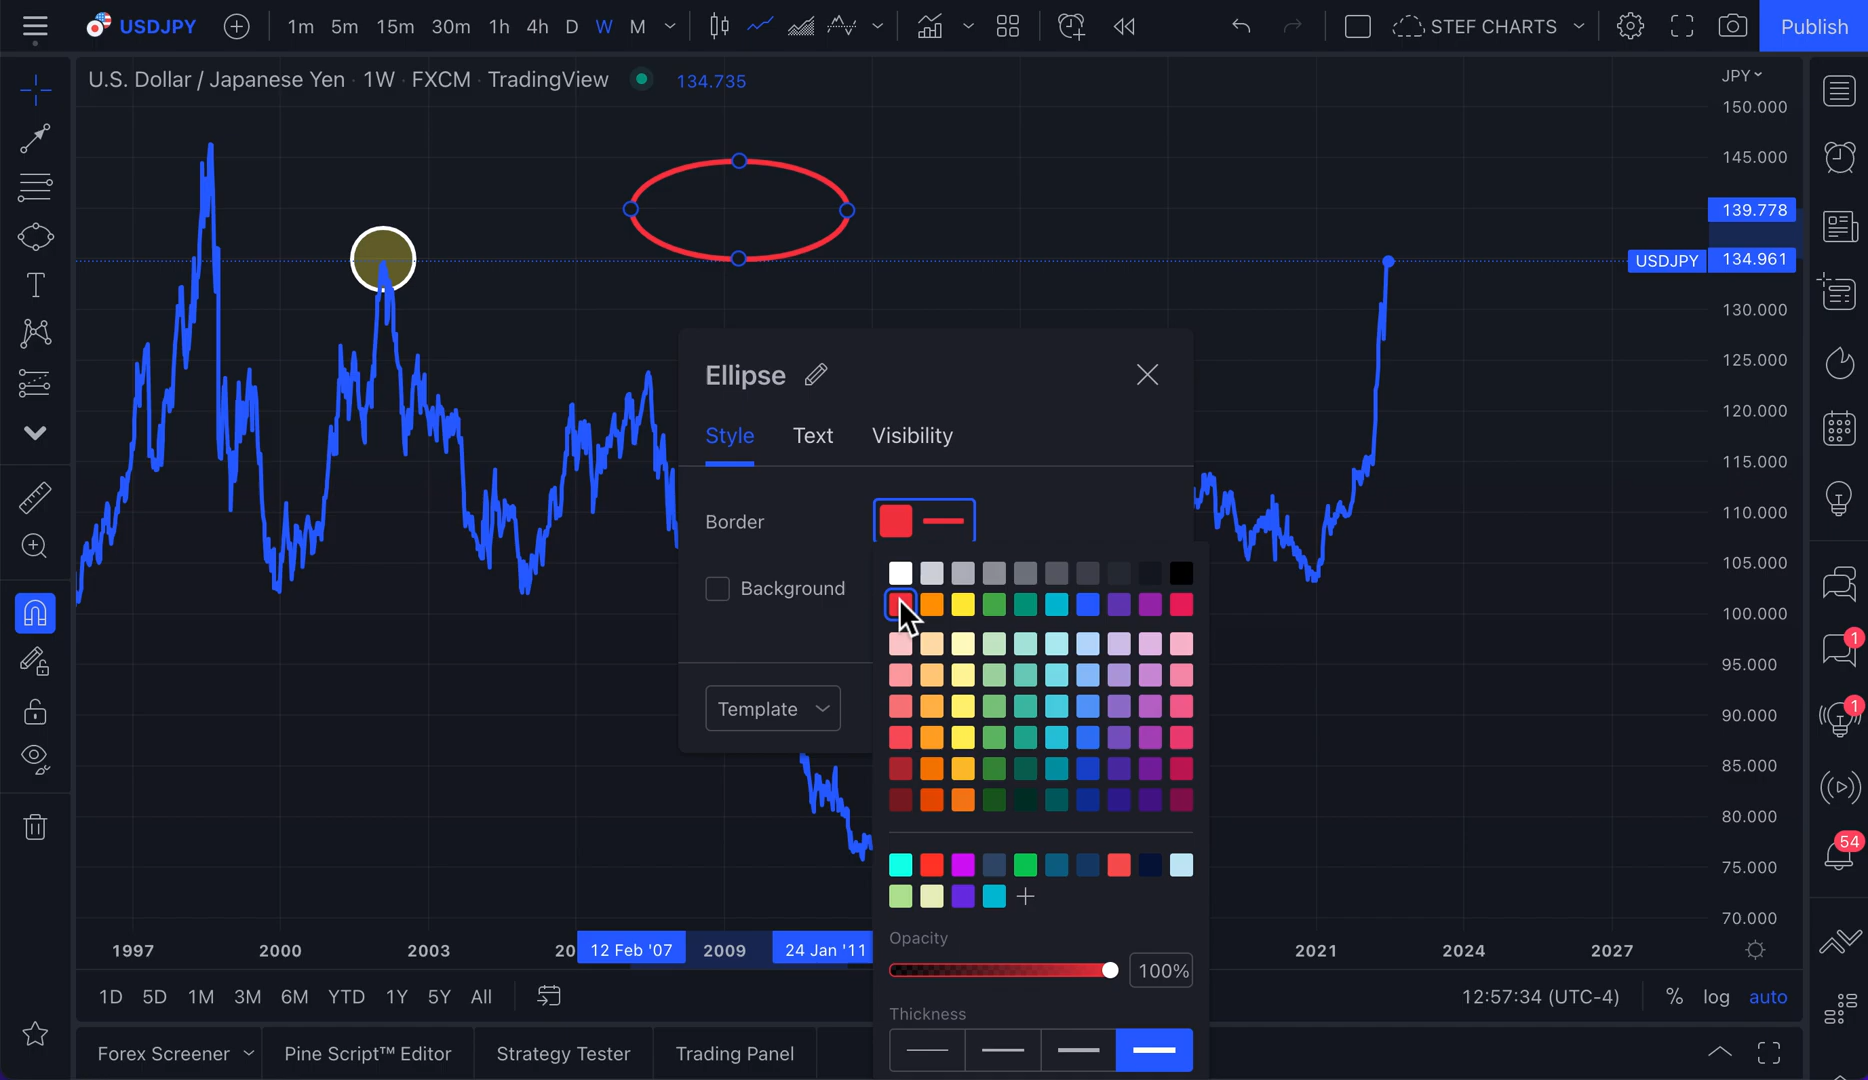 USDJPY 1m 5m 15m 30m 1h 4h D W M STEF CHARTS Publish
U.S. Dollar / Japanese Yen · 1W · FXCM · TradingView 134.735
JPY
150.000
145.000
139.778
USDJPY 134.961
130.000
125.000
120.000
115.000
110.000
105.000
100.000
95.000
90.000
85.000
80.000
75.000
70.000
Ellipse
Style Text Visibility
Border
Background
Template
Opacity
100%
Thickness
1997 2000 2003 20 12 Feb '07 2009 24 Jan '11 2021 2024 2027
1D 5D 1M 3M 6M YTD 1Y 5Y All 12:57:34 (UTC-4) % log auto
Forex Screener Pine Script™ Editor Strategy Tester Trading Panel
T
1
1
54